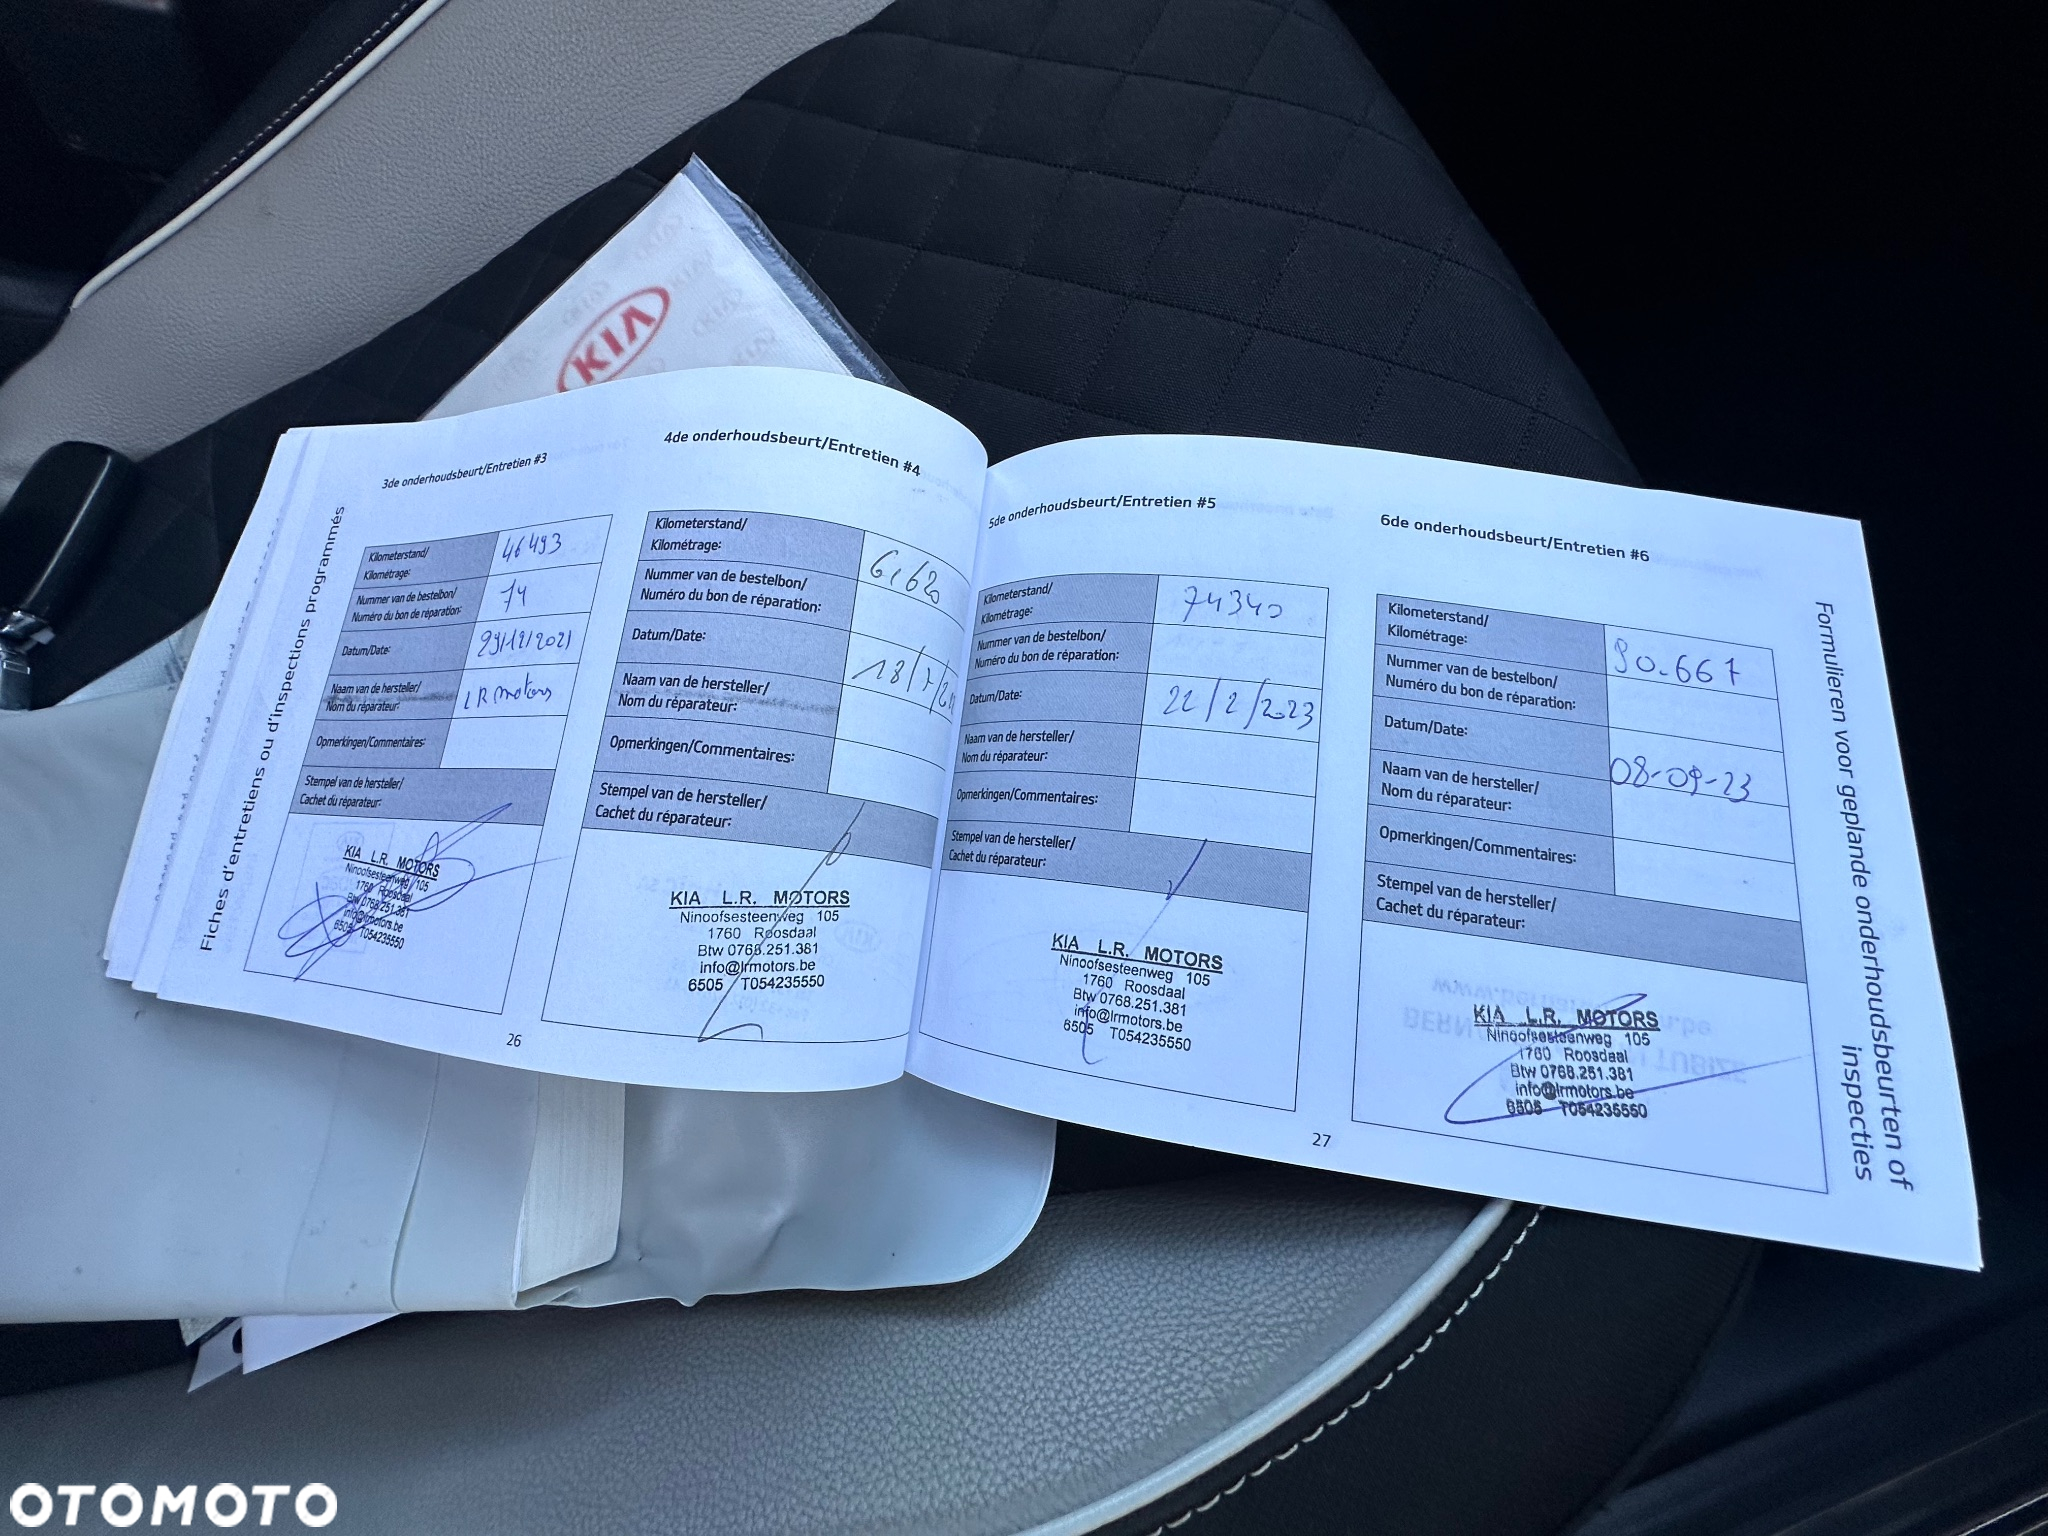 KIA
Fiches d'entretiens ou d'inspections programmés
3de onderhoudsbeurt/Entretien #3
Kilometerstand/
Kilométrage:
46493
Nummer van de bestelbon/
Numéro du bon de réparation:
74
Datum/Date:
29/12/2021
Naam van de hersteller/
Nom du réparateur:
LR Motors
Opmerkingen/Commentaires:
Stempel van de hersteller/
Cachet du réparateur:
KIA L.R. MOTORS
Ninoofsesteenweg 105
1760 Roosdaal
Btw 0768.251.381
info@lrmotors.be
6505 T054235550
26
4de onderhoudsbeurt/Entretien #4
Kilometerstand/
Kilométrage:
Nummer van de bestelbon/
Numéro du bon de réparation:
Datum/Date:
18/7/
Naam van de hersteller/
Nom du réparateur:
Opmerkingen/Commentaires:
Stempel van de hersteller/
Cachet du réparateur:
KIA L.R. MOTORS
Ninoofsesteenweg 105
1760 Roosdaal
Btw 0768.251.381
info@lrmotors.be
6505 T054235550
5de onderhoudsbeurt/Entretien #5
Kilometerstand/
Kilométrage:
74340
Nummer van de bestelbon/
Numéro du bon de réparation:
Datum/Date:
22/2/2023
Naam van de hersteller/
Nom du réparateur:
Opmerkingen/Commentaires:
Stempel van de hersteller/
Cachet du réparateur:
KIA L.R. MOTORS
Ninoofsesteenweg 105
1760 Roosdaal
Btw 0768.251.381
info@lrmotors.be
6505 T054235550
27
6de onderhoudsbeurt/Entretien #6
Kilometerstand/
Kilométrage:
90.667
Nummer van de bestelbon/
Numéro du bon de réparation:
Datum/Date:
08-09-23
Naam van de hersteller/
Nom du réparateur:
Opmerkingen/Commentaires:
Stempel van de hersteller/
Cachet du réparateur:
KIA L.R. MOTORS
Ninoofsesteenweg 105
1760 Roosdaal
Btw 0768.251.381
info@lrmotors.be
6505 T054235550
Formulieren voor geplande onderhoudsbeurten of
inspecties
OTOMOTO